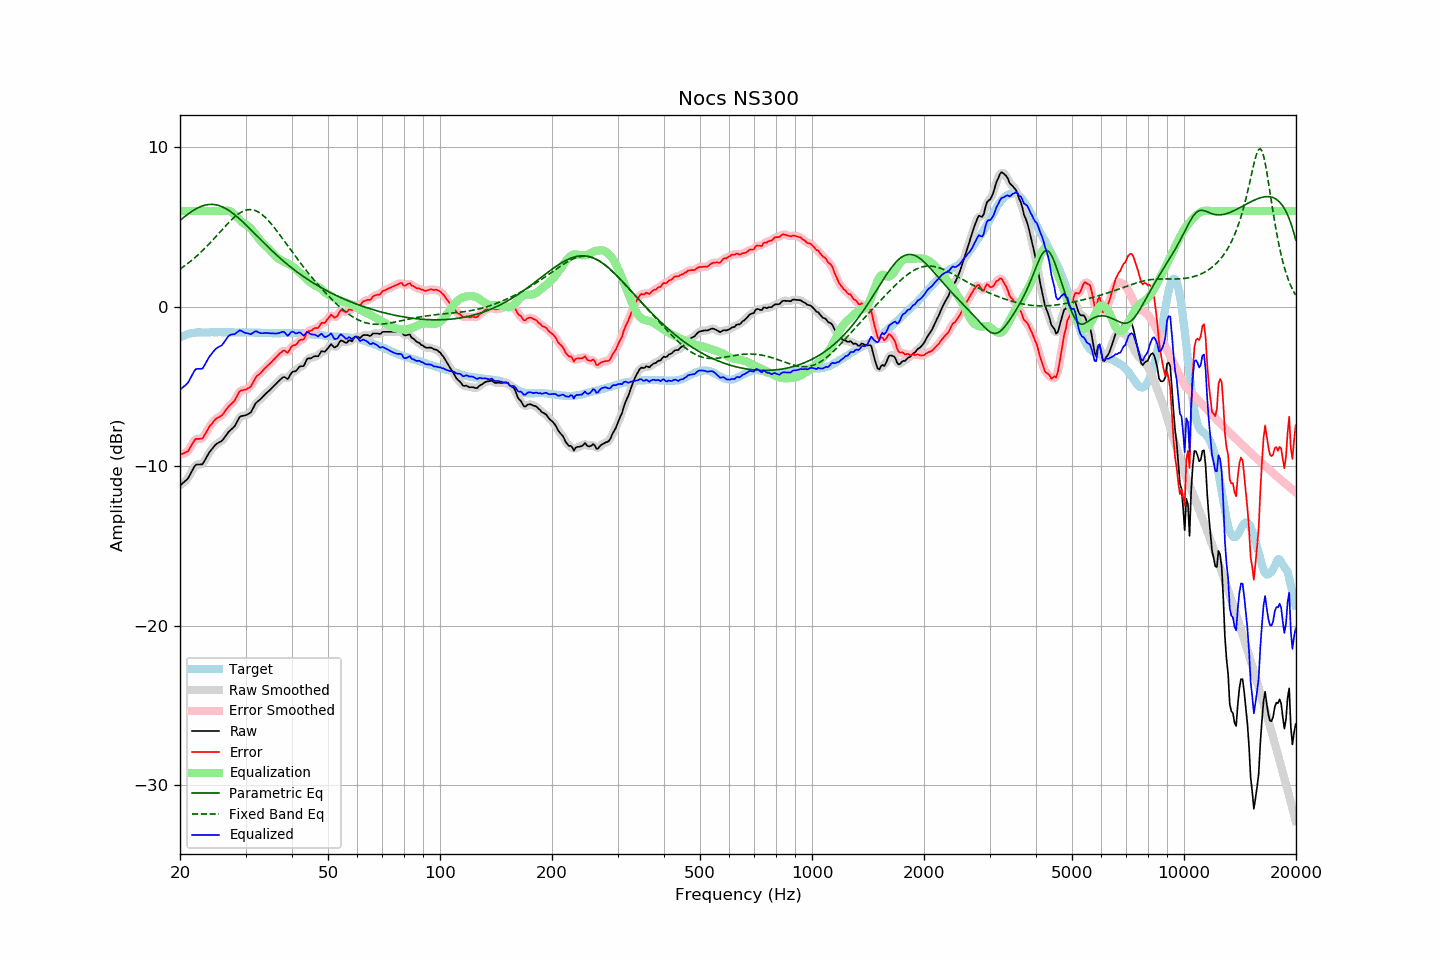 Nocs NS300
10
0
−10
−20
−30
Amplitude (dBr)
Target
Raw Smoothed
Error Smoothed
Raw
Error
Equalization
Parametric Eq
Fixed Band Eq
Equalized
20 50 100 200 500 1000 2000 5000 10000 20000
Frequency (Hz)